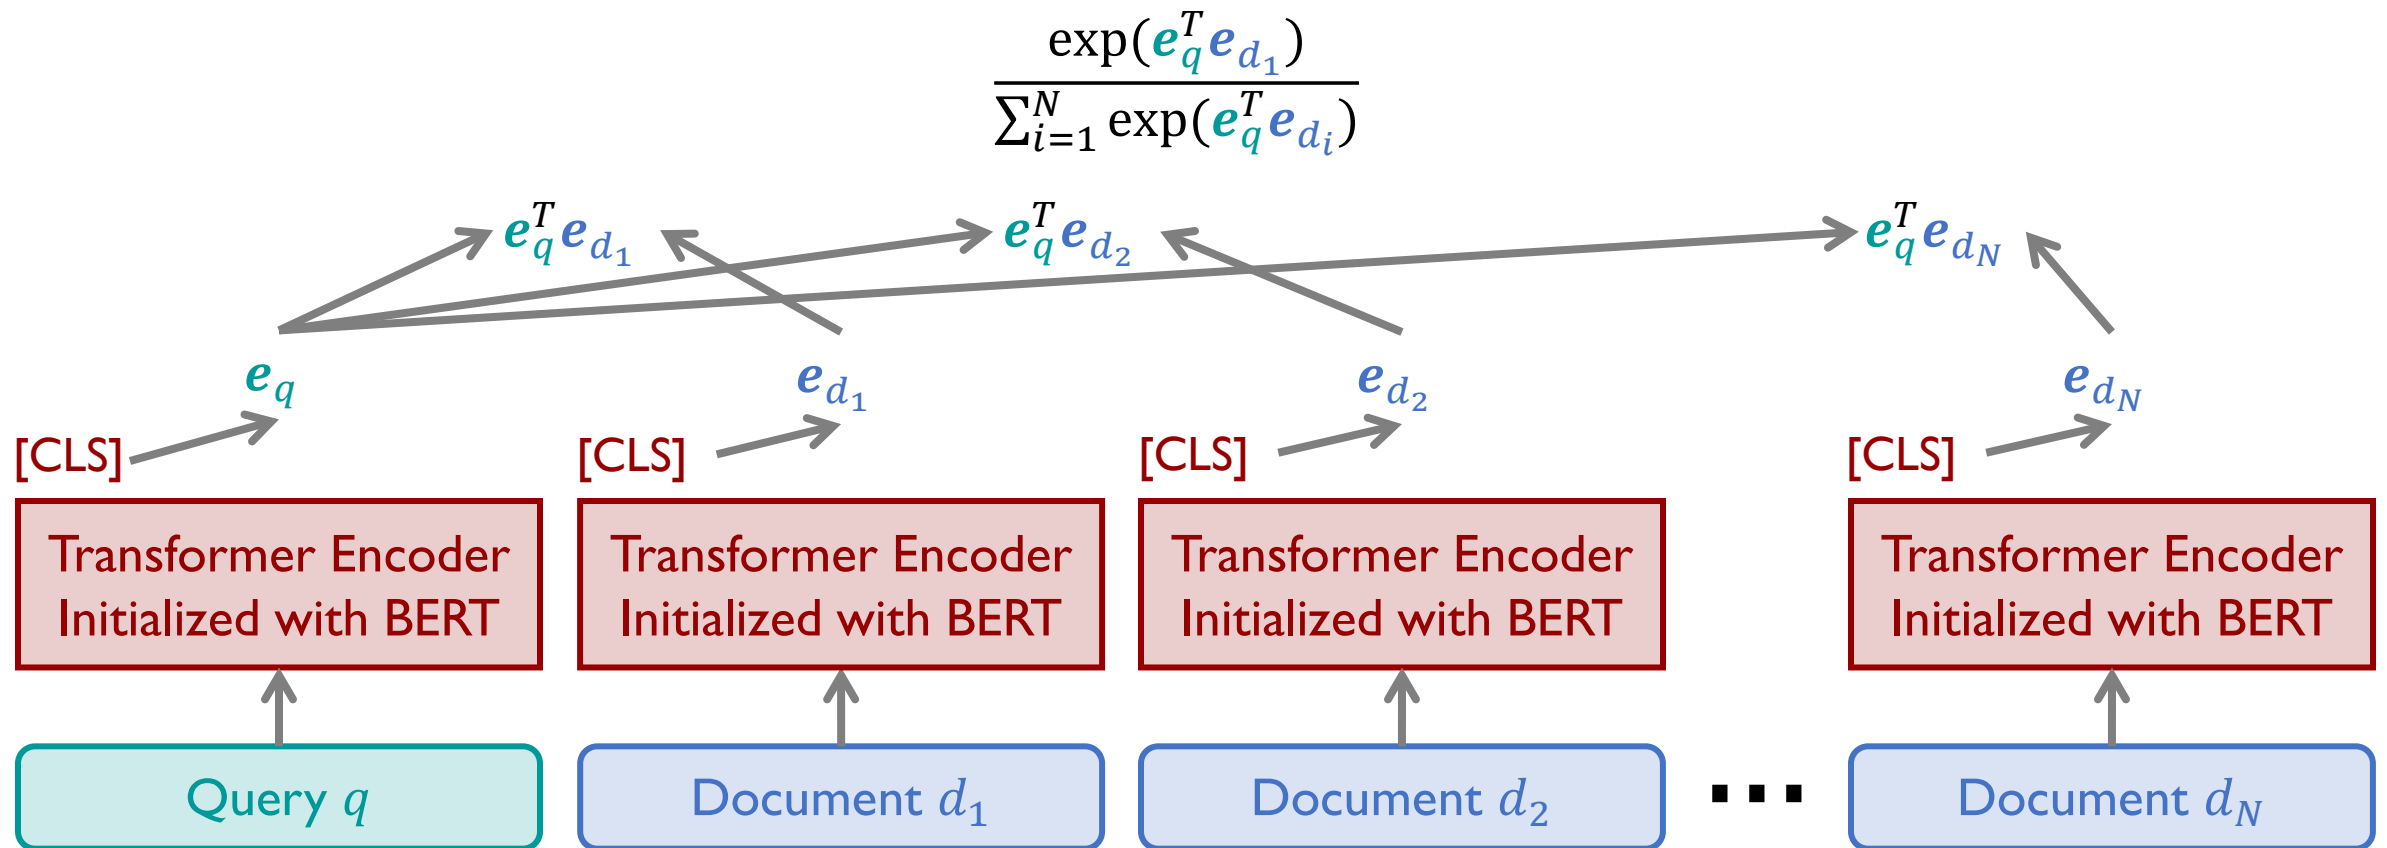 exp(e_q^T e_{d_1})
∑_{i=1}^N exp(e_q^T e_{d_i})
e_q^T e_{d_1} e_q^T e_{d_2} e_q^T e_{d_N}
e_q e_{d_1} e_{d_2} e_{d_N}
[CLS] [CLS] [CLS] [CLS]
Transformer Encoder
Initialized with BERT
Transformer Encoder
Initialized with BERT
Transformer Encoder
Initialized with BERT
Transformer Encoder
Initialized with BERT
Query q
Document d_1
Document d_2
...
Document d_N